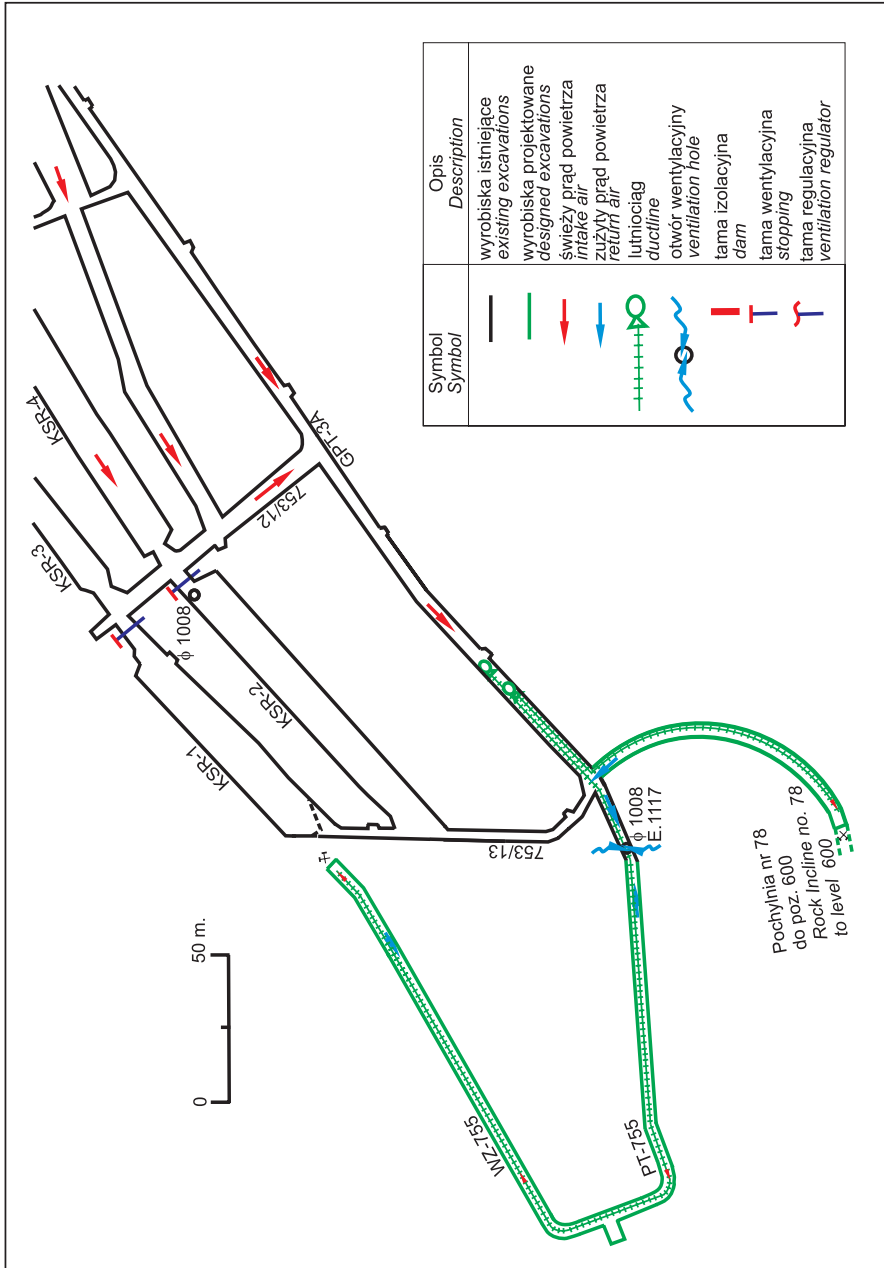 KSR-4
KSR-3
753/12
GPT-3A
ϕ 1008
KSR-2
KSR-1
753/13
ϕ 1008
E.1117
Pochylnia nr 78
do poz. 600
Rock Incline no. 78
to level 600
WZ-755
PT-755
0 50 m.
Symbol
Symbol
Opis
Description
wyrobiska istniejące
existing excavations
wyrobiska projektowane
designed excavations
świeży prąd powietrza
intake air
zużyty prąd powietrza
return air
lutniociąg
ductline
otwór wentylacyjny
ventilation hole
tama izolacyjna
dam
tama wentylacyjna
stopping
tama regulacyjna
ventilation regulator